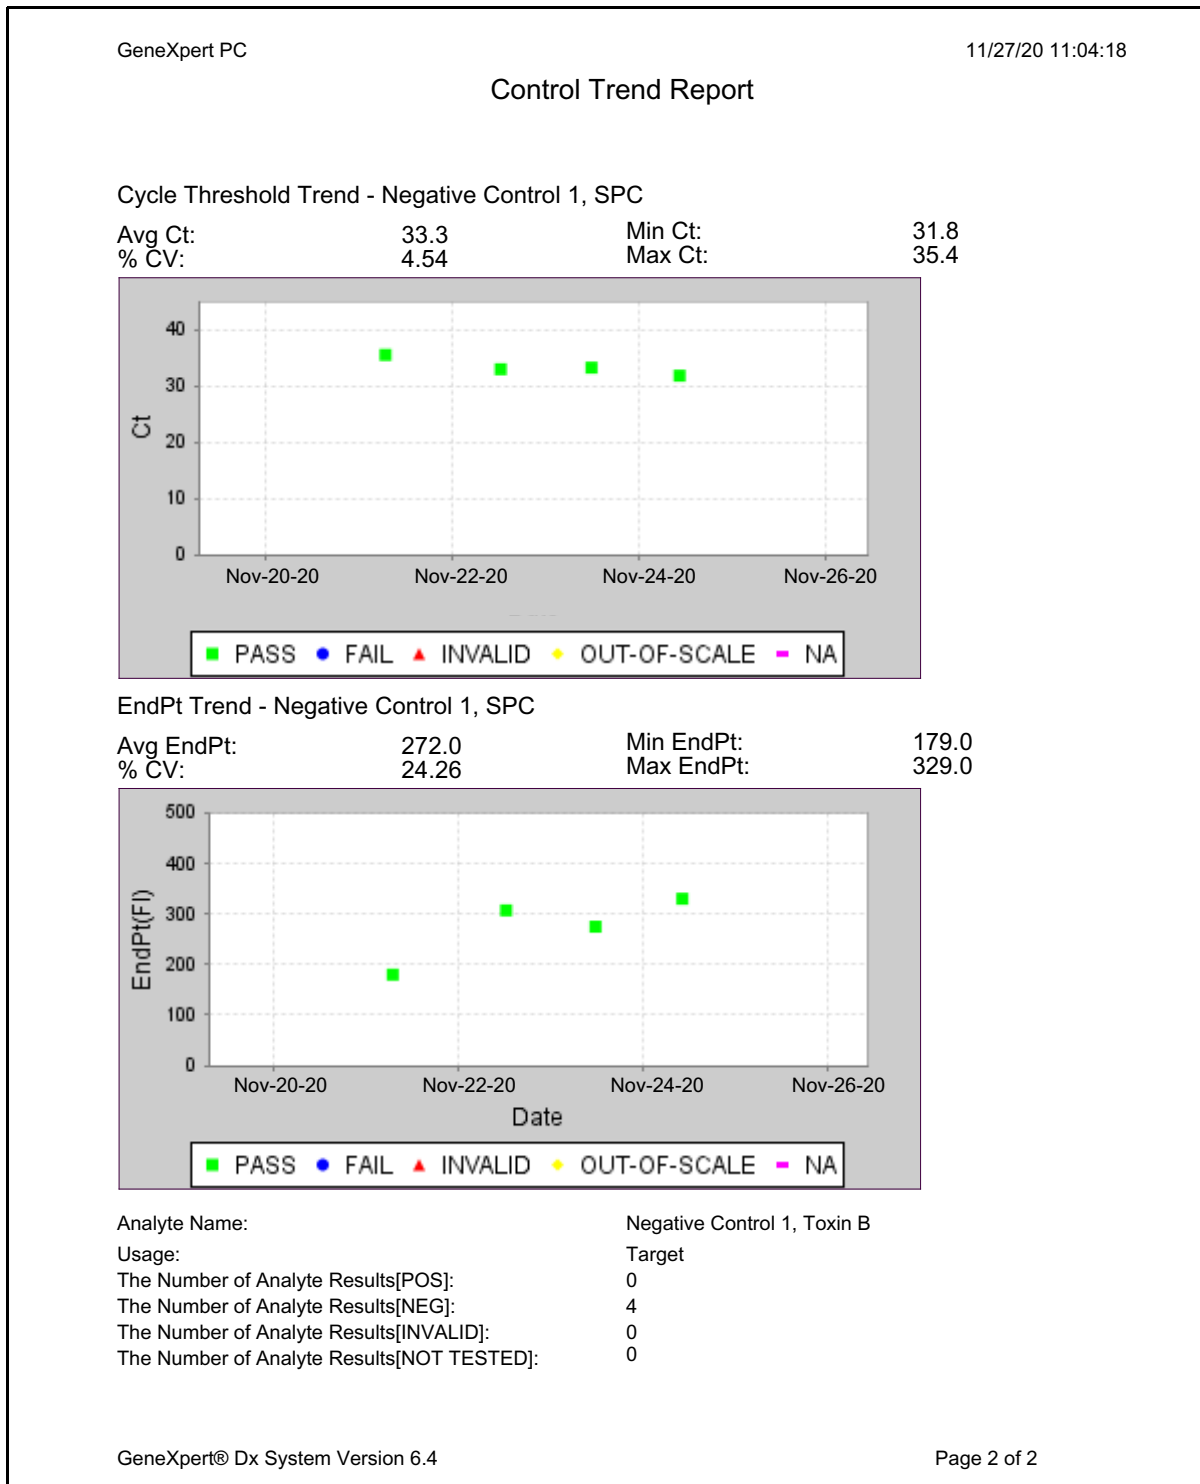 GeneXpert PC 11/27/20 11:04:18
Control Trend Report
Cycle Threshold Trend - Negative Control 1, SPC
Avg Ct: 33.3 Min Ct: 31.8
% CV: 4.54 Max Ct: 35.4
Ct
40
30
20
10
0
Nov-20-20 Nov-22-20 Nov-24-20 Nov-26-20
PASS FAIL INVALID OUT-OF-SCALE NA
EndPt Trend - Negative Control 1, SPC
Avg EndPt: 272.0 Min EndPt: 179.0
% CV: 24.26 Max EndPt: 329.0
EndPt(Fl)
500
400
300
200
100
0
Nov-20-20 Nov-22-20 Nov-24-20 Nov-26-20
Date
PASS FAIL INVALID OUT-OF-SCALE NA
Analyte Name: Negative Control 1, Toxin B
Usage: Target
The Number of Analyte Results[POS]: 0
The Number of Analyte Results[NEG]: 4
The Number of Analyte Results[INVALID]: 0
The Number of Analyte Results[NOT TESTED]: 0
GeneXpert® Dx System Version 6.4 Page 2 of 2